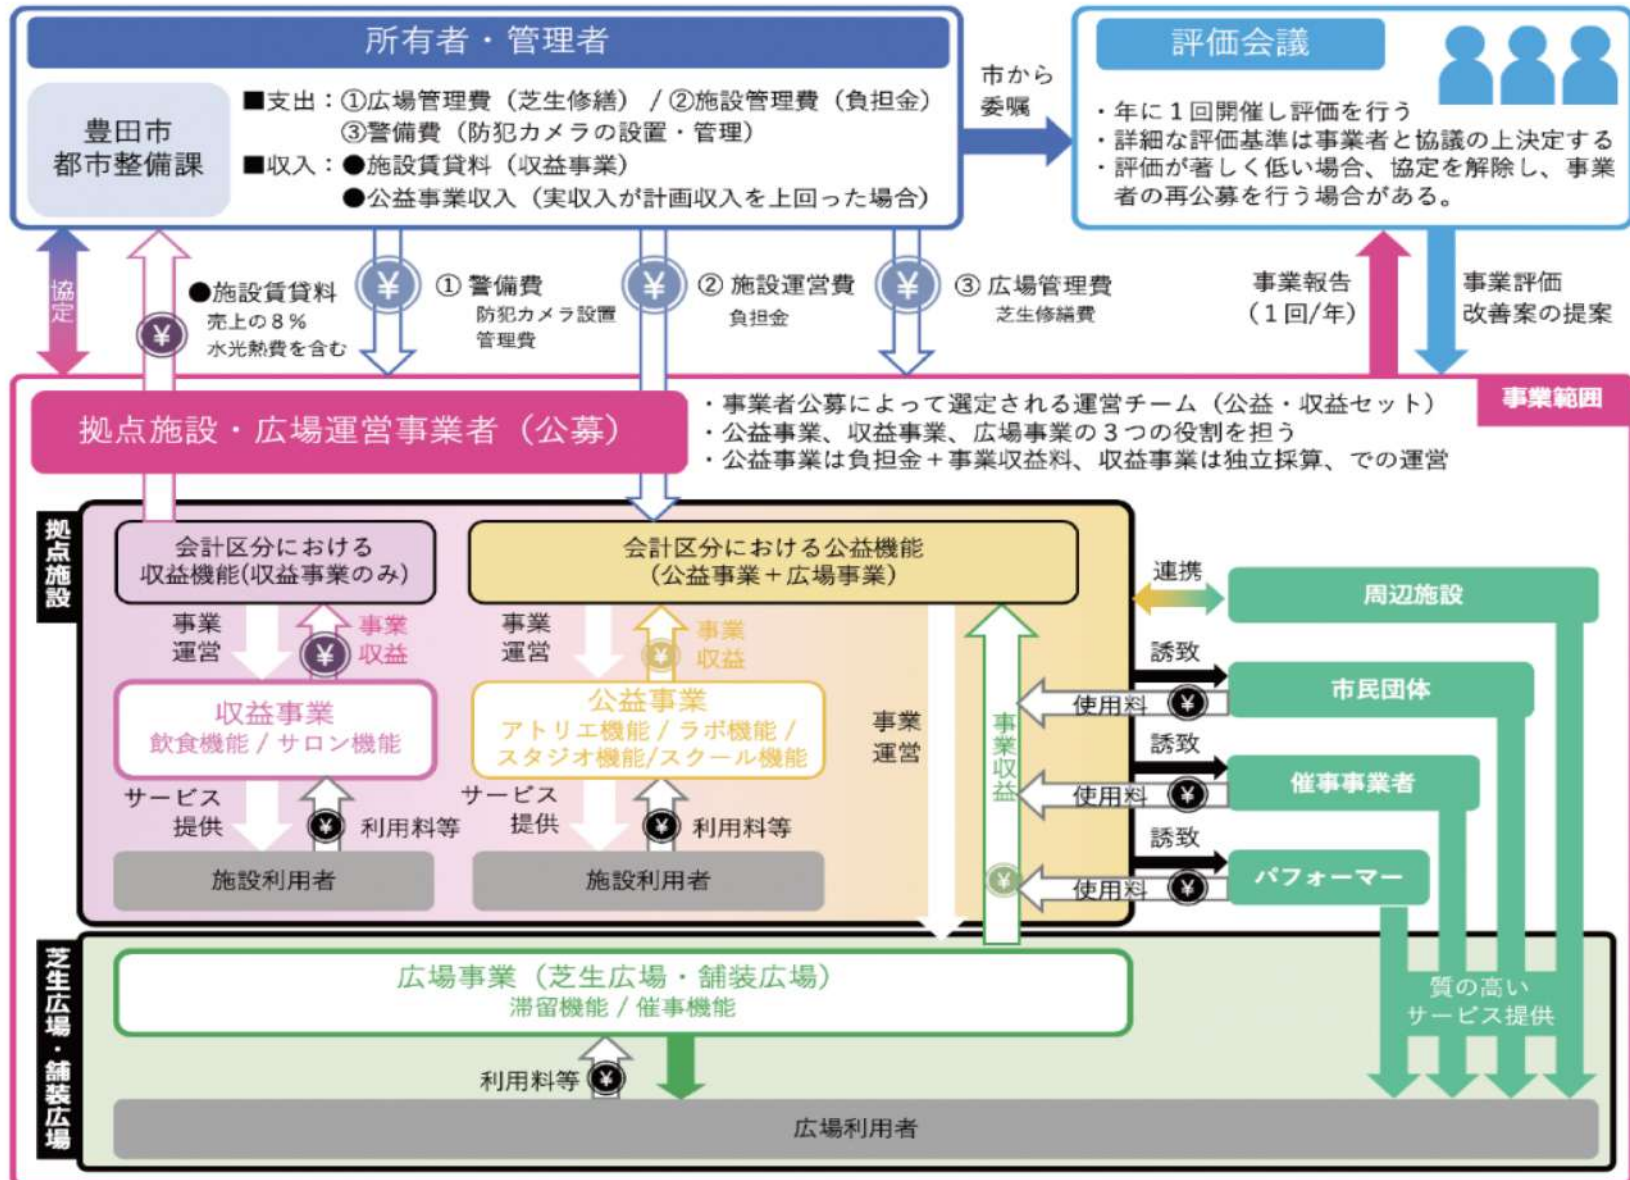 所有者・管理者
豊田市
都市整備課
■支出：①広場管理費（芝生修繕） / ②施設管理費（負担金）
③警備費（防犯カメラの設置・管理）
■収入：●施設賃貸料（収益事業）
●公益事業収入（実収入が計画収入を上回った場合）
市から
委嘱
評価会議
・年に１回開催し評価を行う
・詳細な評価基準は事業者と協議の上決定する
・評価が著しく低い場合、協定を解除し、事業
者の再公募を行う場合がある。
協定
●施設賃貸料
売上の８％
水光熱費を含む
¥
¥
① 警備費
防犯カメラ設置
管理費
¥
② 施設運営費
負担金
¥
③ 広場管理費
芝生修繕費
事業報告
（１回/年）
事業評価
改善案の提案
事業範囲
拠点施設・広場運営事業者（公募）
・事業者公募によって選定される運営チーム（公益・収益セット）
・公益事業、収益事業、広場事業の３つの役割を担う
・公益事業は負担金＋事業収益料、収益事業は独立採算、での運営
拠点施設
会計区分における
収益機能(収益事業のみ)
会計区分における公益機能
(公益事業＋広場事業)
事業
運営
¥
事業
収益
事業
運営
¥
事業
収益
収益事業
飲食機能 / サロン機能
公益事業
アトリエ機能 / ラボ機能 /
スタジオ機能/スクール機能
サービス
提供
¥
利用料等
サービス
提供
¥
利用料等
施設利用者
施設利用者
事業
運営
事業収益
¥
連携
周辺施設
誘致
市民団体
使用料
¥
誘致
催事事業者
使用料
¥
誘致
パフォーマー
使用料
¥
芝生広場・舗装広場
広場事業（芝生広場・舗装広場）
滞留機能 / 催事機能
利用料等
¥
質の高い
サービス提供
広場利用者